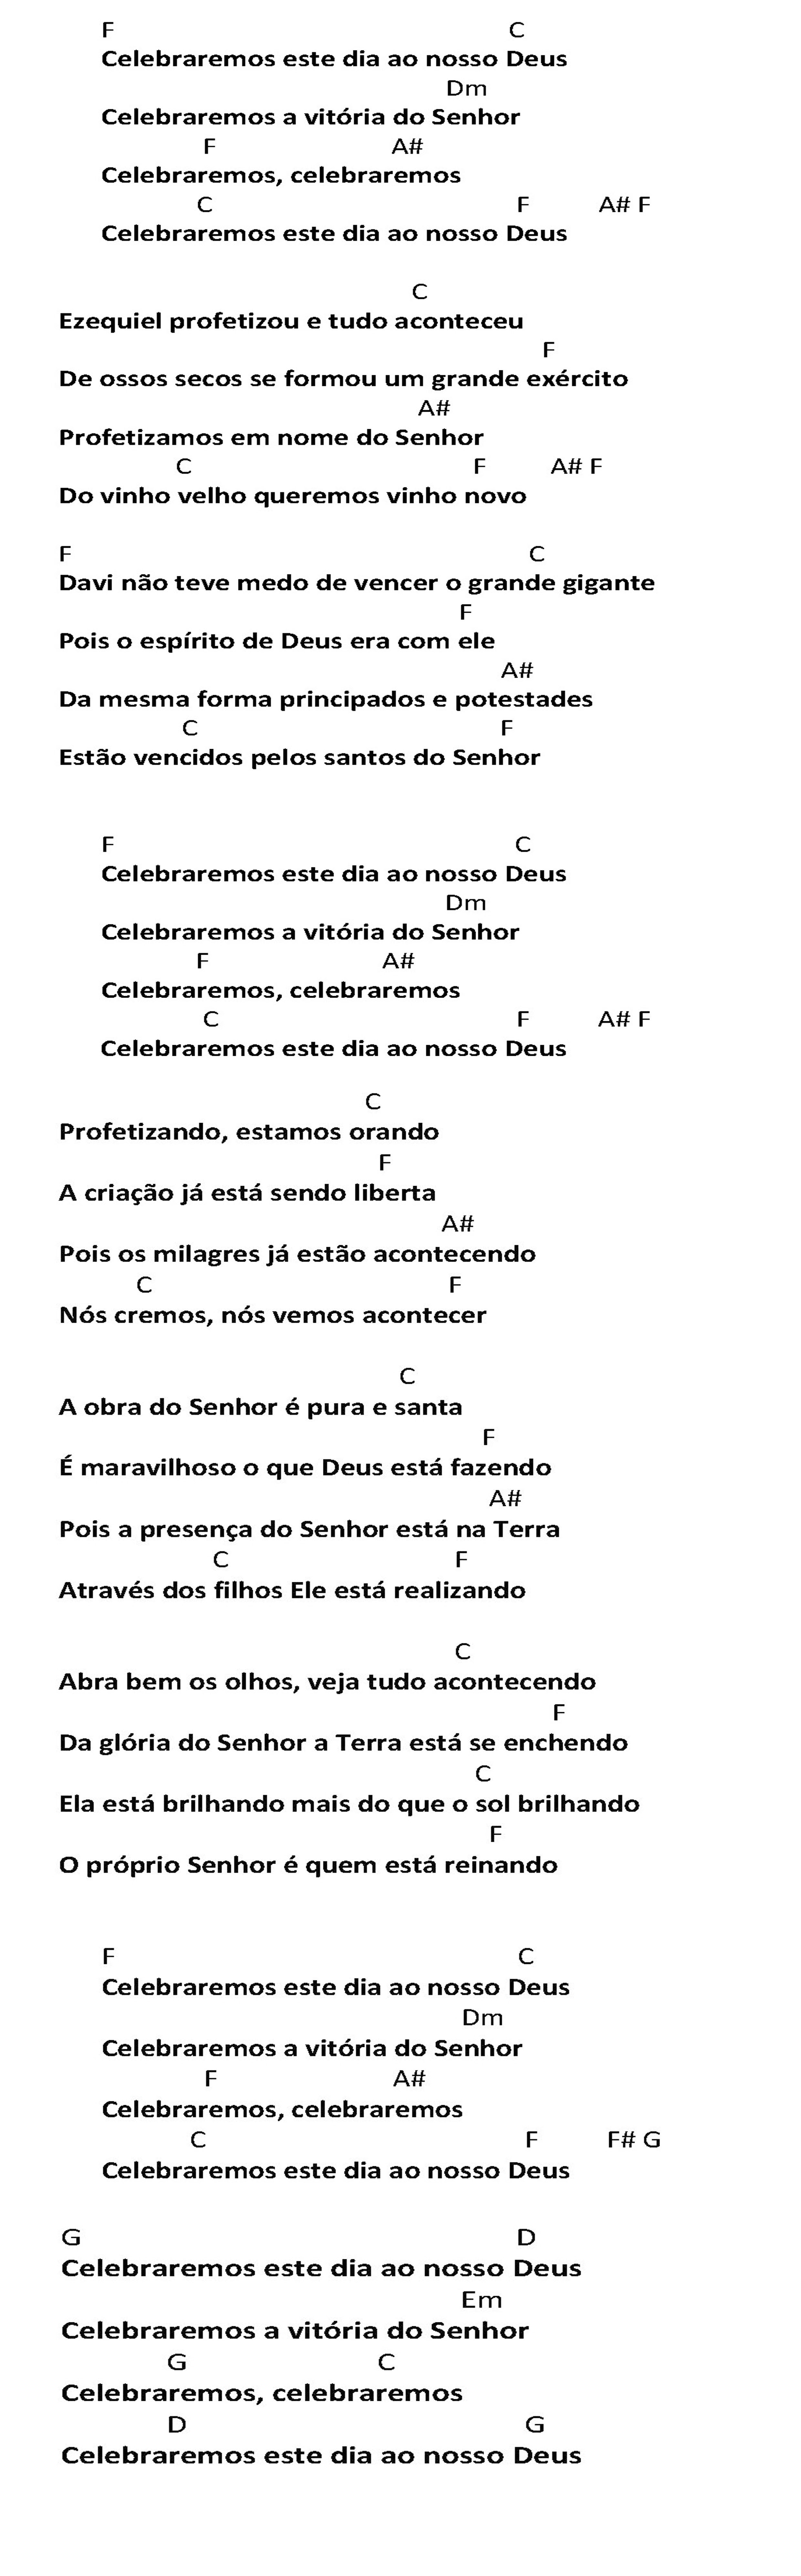 F C
Celebraremos este dia ao nosso Deus
Dm
Celebraremos a vitória do Senhor
F A#
Celebraremos, celebraremos
C F A# F
Celebraremos este dia ao nosso Deus
C
Ezequiel profetizou e tudo aconteceu
F
De ossos secos se formou um grande exército
A#
Profetizamos em nome do Senhor
C F A# F
Do vinho velho queremos vinho novo
F C
Davi não teve medo de vencer o grande gigante
F
Pois o espírito de Deus era com ele
A#
Da mesma forma principados e potestades
C F
Estão vencidos pelos santos do Senhor
F C
Celebraremos este dia ao nosso Deus
Dm
Celebraremos a vitória do Senhor
F A#
Celebraremos, celebraremos
C F A# F
Celebraremos este dia ao nosso Deus
C
Profetizando, estamos orando
F
A criação já está sendo liberta
A#
Pois os milagres já estão acontecendo
C F
Nós cremos, nós vemos acontecer
C
A obra do Senhor é pura e santa
F
É maravilhoso o que Deus está fazendo
A#
Pois a presença do Senhor está na Terra
C F
Através dos filhos Ele está realizando
C
Abra bem os olhos, veja tudo acontecendo
F
Da glória do Senhor a Terra está se enchendo
C
Ela está brilhando mais do que o sol brilhando
F
O próprio Senhor é quem está reinando
F C
Celebraremos este dia ao nosso Deus
Dm
Celebraremos a vitória do Senhor
F A#
Celebraremos, celebraremos
C F F# G
Celebraremos este dia ao nosso Deus
G D
Celebraremos este dia ao nosso Deus
Em
Celebraremos a vitória do Senhor
G C
Celebraremos, celebraremos
D G
Celebraremos este dia ao nosso Deus